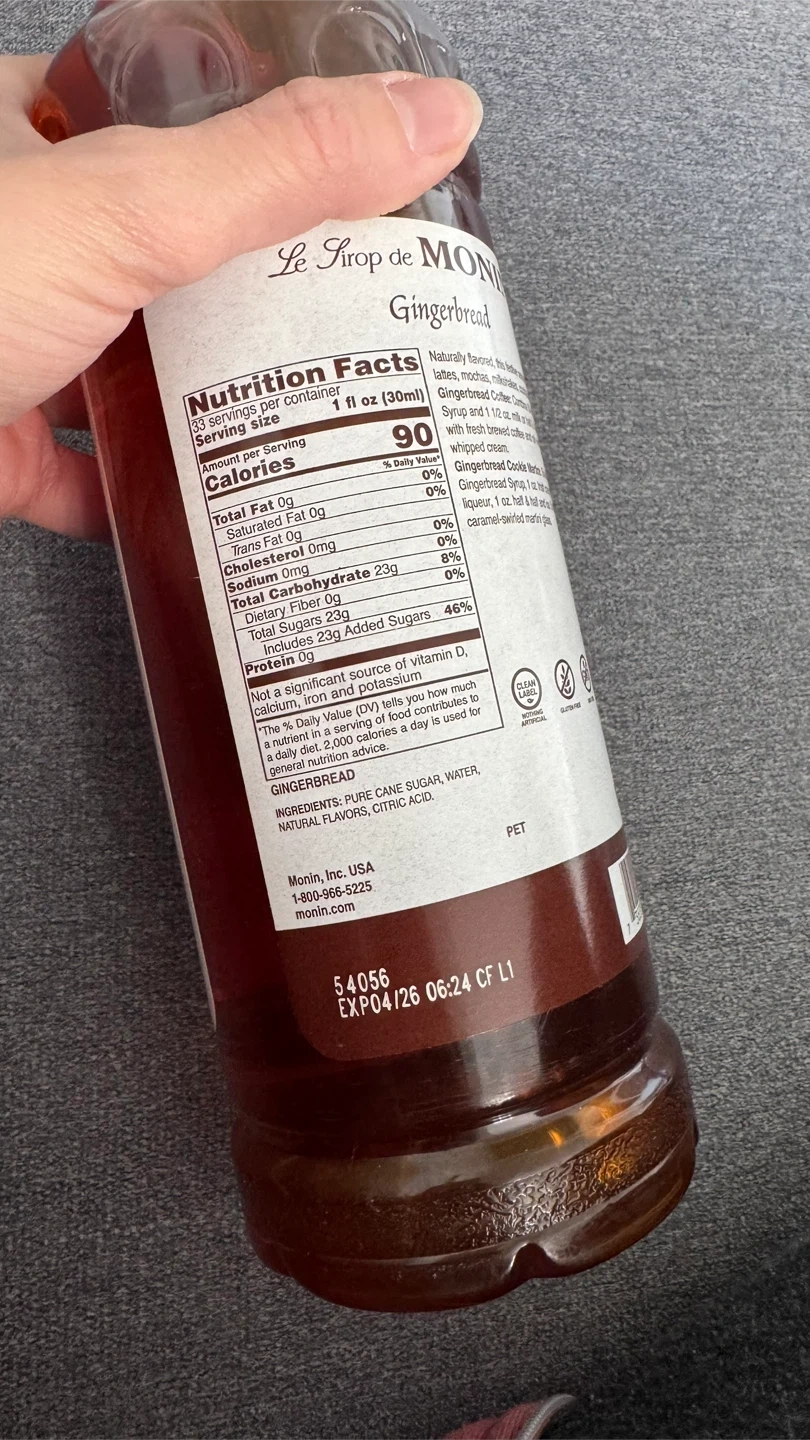 Le Sirop de MONI
Gingerbread
Nutrition Facts
33 servings per container
Serving size 1 fl oz (30ml)
Amount per Serving
Calories 90
% Daily Value*
Total Fat 0g 0%
Saturated Fat 0g 0%
Trans Fat 0g
Cholesterol 0mg 0%
Sodium 0mg 0%
Total Carbohydrate 23g 8%
Dietary Fiber 0g 0%
Total Sugars 23g
Includes 23g Added Sugars 46%
Protein 0g
Not a significant source of vitamin D,
calcium, iron and potassium
*The % Daily Value (DV) tells you how much
a nutrient in a serving of food contributes to
a daily diet. 2,000 calories a day is used for
general nutrition advice.
GINGERBREAD
INGREDIENTS: PURE CANE SUGAR, WATER,
NATURAL FLAVORS, CITRIC ACID.
Monin, Inc. USA
1-800-966-5225
monin.com
Naturally flavored, this
lattes, mochas, milkshakes,
Gingerbread Coffee:
Syrup and 1 1/2 oz. milk
with fresh brewed coffee
whipped cream.
Gingerbread Cookie
Gingerbread Syrup, 1 oz.
liqueur, 1 oz. half & half
caramel-swirled martini glass.
CLEAN
LABEL
NOTHING
ARTIFICIAL
GLUTEN FREE
PET
54056
EXP04/26 06:24 CF L1